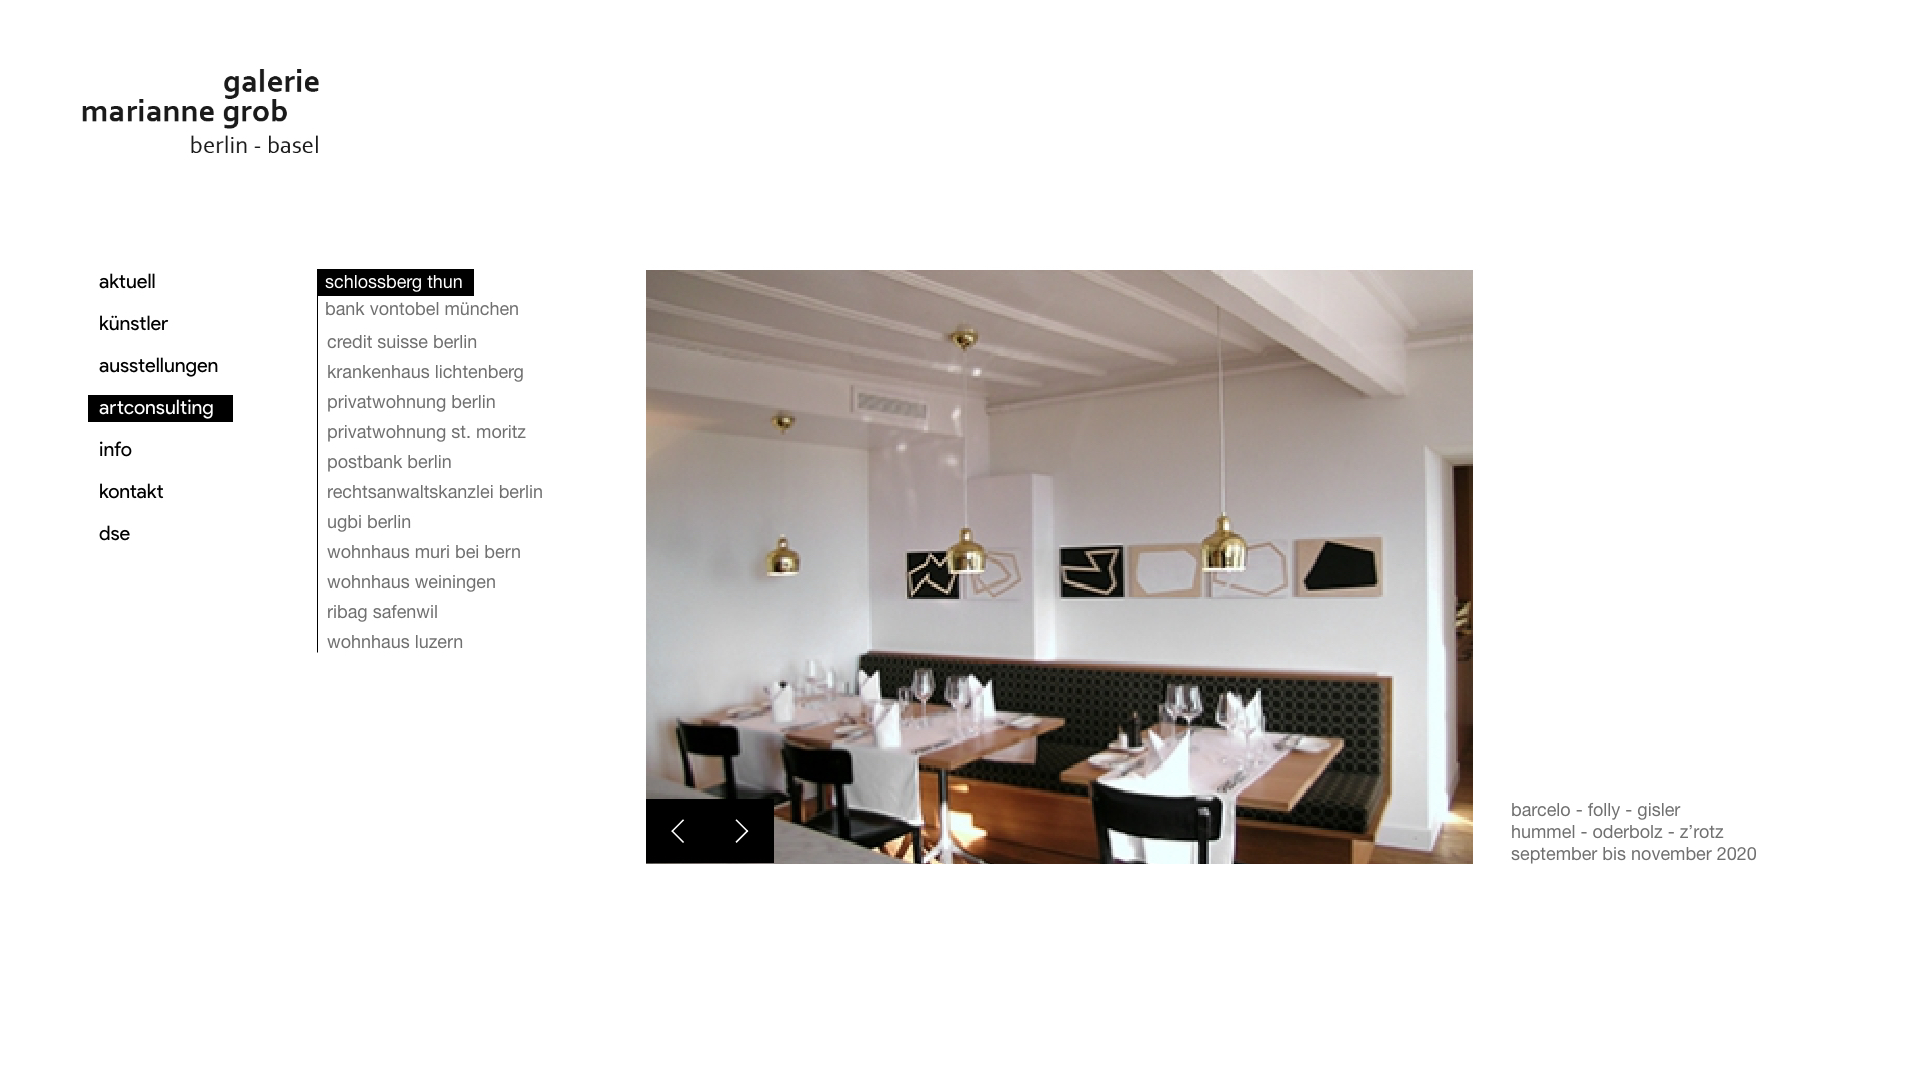 galerie
marianne grob
berlin - basel
aktuell
künstler
ausstellungen
artconsulting
info
kontakt
dse
schlossberg thun
bank vontobel münchen
credit suisse berlin
krankenhaus lichtenberg
privatwohnung berlin
privatwohnung st. moritz
postbank berlin
rechtsanwaltskanzlei berlin
ugbi berlin
wohnhaus muri bei bern
wohnhaus weiningen
ribag safenwil
wohnhaus luzern
barcelo - folly - gisler
hummel - oderbolz - z’rotz
september bis november 2020